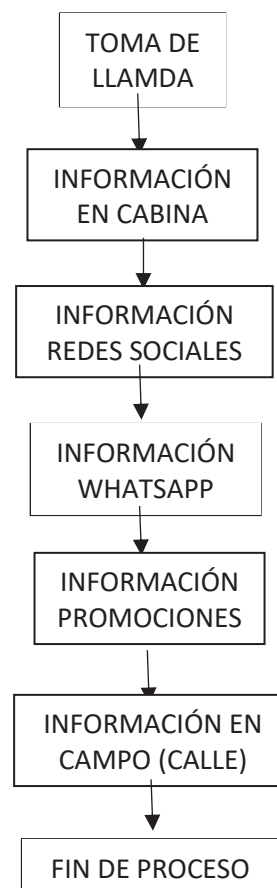 TOMA DE
LLAMDA
INFORMACIÓN
EN CABINA
INFORMACIÓN
REDES SOCIALES
INFORMACIÓN
WHATSAPP
INFORMACIÓN
PROMOCIONES
INFORMACIÓN EN
CAMPO (CALLE)
FIN DE PROCESO